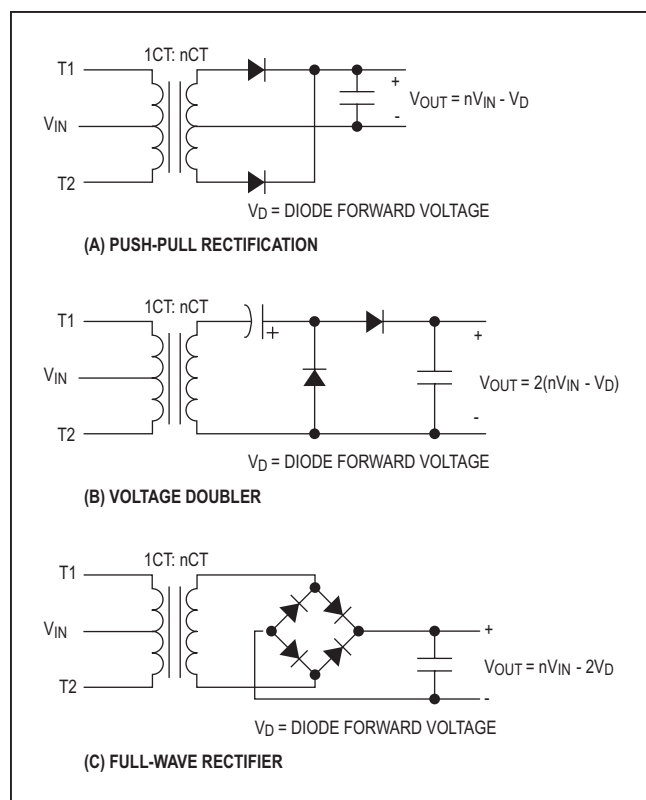 1CT: nCT
T1
VIN
T2
+
-
VOUT = nVIN - VD
VD = DIODE FORWARD VOLTAGE
(A) PUSH-PULL RECTIFICATION
1CT: nCT
T1
VIN
T2
+
+
-
VOUT = 2(nVIN - VD)
VD = DIODE FORWARD VOLTAGE
(B) VOLTAGE DOUBLER
1CT: nCT
T1
VIN
T2
+
-
VOUT = nVIN - 2VD
VD = DIODE FORWARD VOLTAGE
(C) FULL-WAVE RECTIFIER